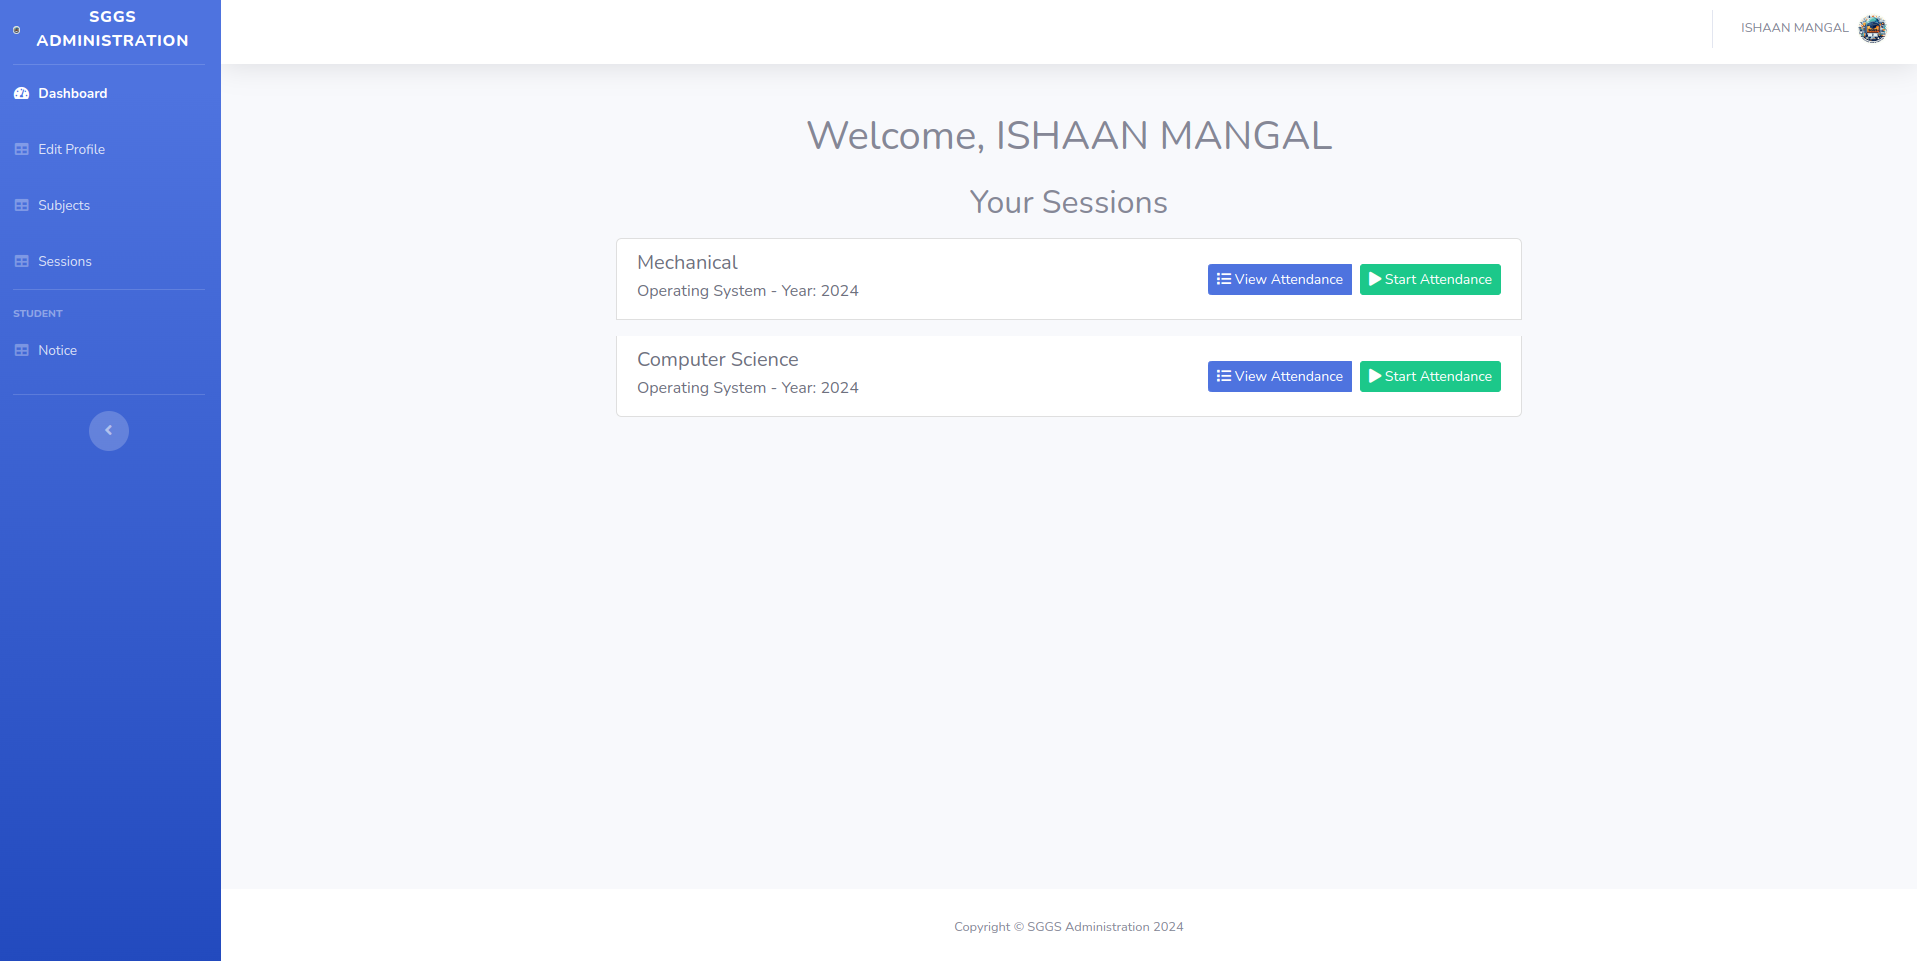 SGGS
ADMINISTRATION
Dashboard
Edit Profile
Subjects
Sessions
STUDENT
Notice
ISHAAN MANGAL
Welcome, ISHAAN MANGAL
Your Sessions
Mechanical
Operating System - Year: 2024
View Attendance
Start Attendance
Computer Science
Operating System - Year: 2024
View Attendance
Start Attendance
Copyright © SGGS Administration 2024